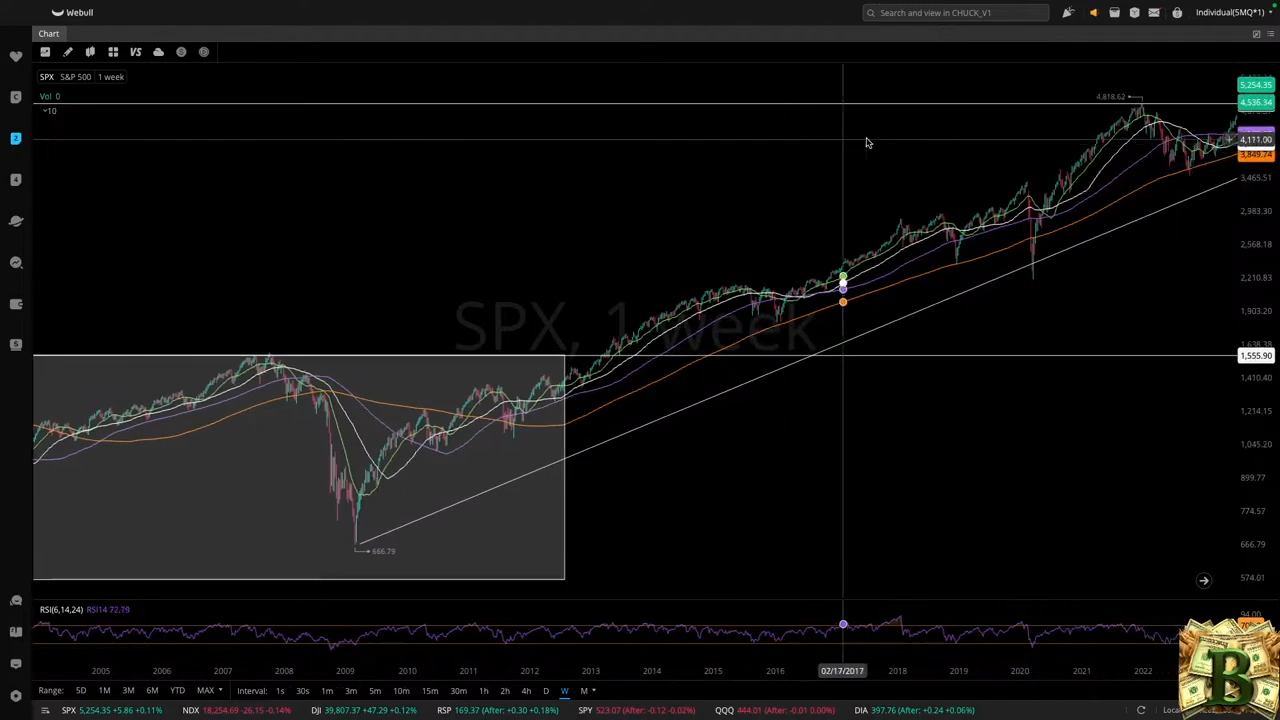 Webull
Search and view in CHUCK_V1
Individual(5MQ*1)
Chart
VS
SPX S&P 500 1 week
Vol 0
10
SPX, 1 week
4,818.62
666.79
5,254.35
4,536.34
4,111.00
3,849.74
3,465.51
2,983.30
2,568.18
2,210.83
1,903.20
1,638.38
1,555.90
1,410.40
1,214.15
1,045.20
899.77
774.57
666.79
574.01
RSI(6,14,24) RSI14 72.79
94.00
2005 2006 2007 2008 2009 2010 2011 2012 2013 2014 2015 2016 02/17/2017 2018 2019 2020 2021 2022
Range: 5D 1M 3M 6M YTD MAX Interval: 1s 30s 1m 3m 5m 10m 15m 30m 1h 2h 4h D W M
SPX 5,254.35 +5.86 +0.11% NDX 18,254.69 -26.15 -0.14% DJI 39,807.37 +47.29 +0.12% RSP 169.37 (After: +0.30 +0.18%) SPY 523.07 (After: -0.12 -0.02%) QQQ 444.01 (After: -0.01 0.00%) DIA 397.76 (After: +0.24 +0.06%)
B